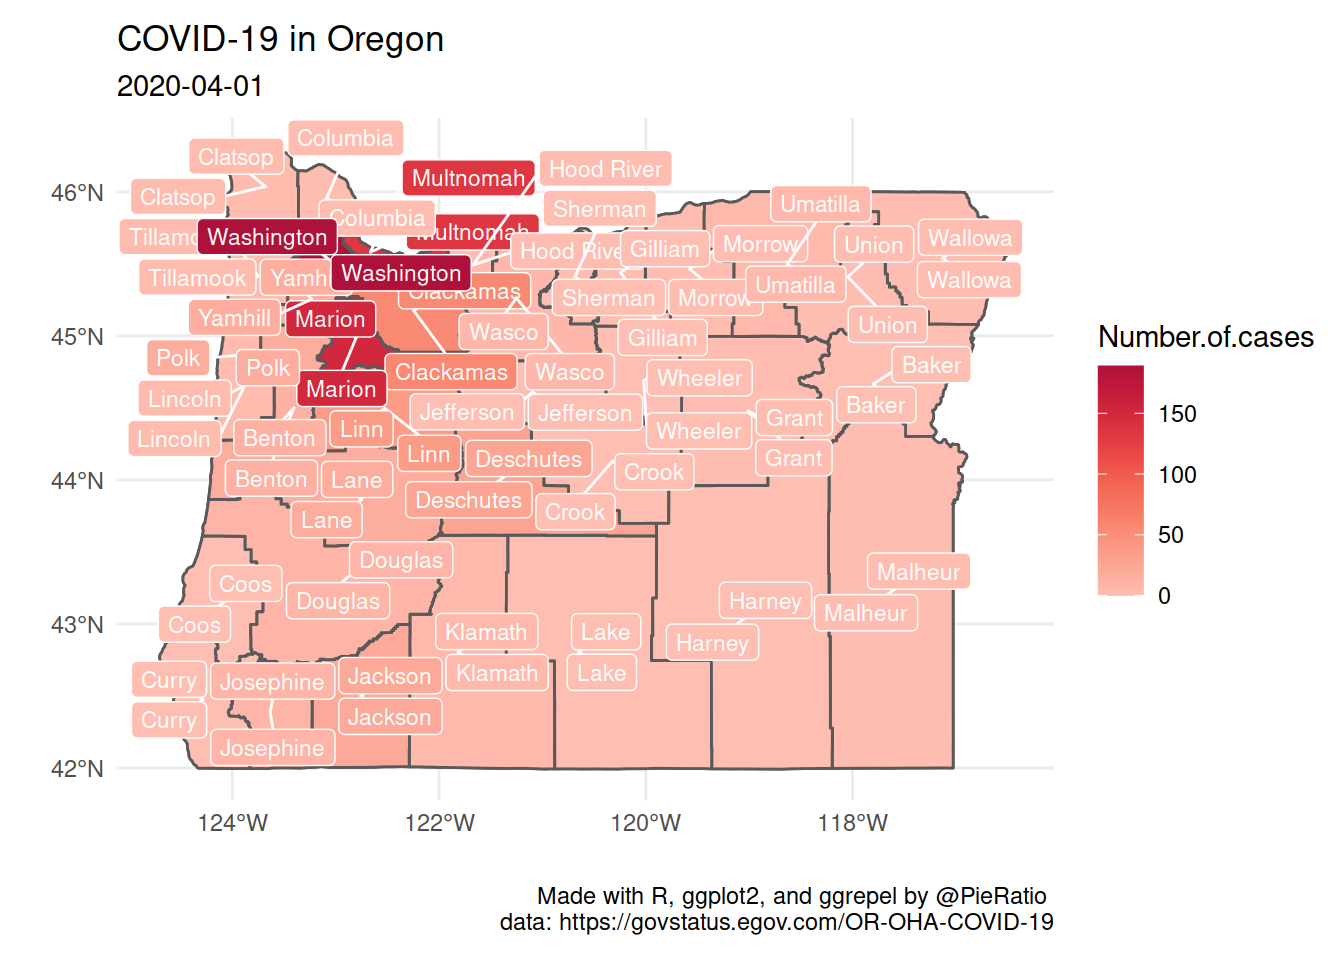 COVID-19 in Oregon
2020-04-01
Columbia
Clatsop
Multnomah
Hood River
Clatsop
Umatilla
Sherman
Columbia
Tillamo
Washington
Multnomah
Hood Rive
Gilliam
Morrow
Union
Wallowa
Tillamook
Yamh
Washington
Clackamas
Sherman
Morrow
Umatilla
Wallowa
Yamhill
Marion
Wasco
Gilliam
Union
Polk
Polk
Clackamas
Wasco
Wheeler
Baker
Lincoln
Marion
Jefferson
Jefferson
Grant
Baker
Lincoln
Benton
Linn
Wheeler
Linn
Deschutes
Grant
Benton
Lane
Crook
Deschutes
Crook
Lane
Douglas
Malheur
Coos
Douglas
Harney
Malheur
Coos
Klamath
Lake
Harney
Curry
Josephine
Jackson
Klamath
Lake
Curry
Jackson
Josephine
46°N
45°N
44°N
43°N
42°N
124°W
122°W
120°W
118°W
Number.of.cases
150
100
50
0
Made with R, ggplot2, and ggrepel by @PieRatio
data: https://govstatus.egov.com/OR-OHA-COVID-19